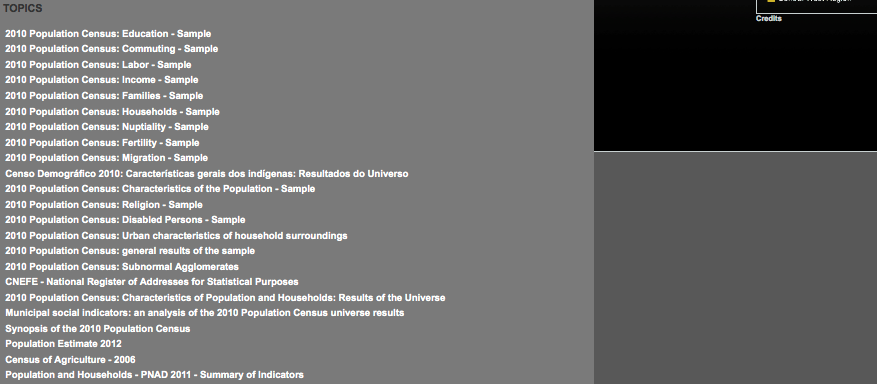 TOPICS
2010 Population Census: Education - Sample
2010 Population Census: Commuting - Sample
2010 Population Census: Labor - Sample
2010 Population Census: Income - Sample
2010 Population Census: Families - Sample
2010 Population Census: Households - Sample
2010 Population Census: Nuptiality - Sample
2010 Population Census: Fertility - Sample
2010 Population Census: Migration - Sample
Censo Demográfico 2010: Características gerais dos indígenas: Resultados do Universo
2010 Population Census: Characteristics of the Population - Sample
2010 Population Census: Religion - Sample
2010 Population Census: Disabled Persons - Sample
2010 Population Census: Urban characteristics of household surroundings
2010 Population Census: general results of the sample
2010 Population Census: Subnormal Agglomerates
CNEFE - National Register of Addresses for Statistical Purposes
2010 Population Census: Characteristics of Population and Households: Results of the Universe
Municipal social indicators: an analysis of the 2010 Population Census universe results
Synopsis of the 2010 Population Census
Population Estimate 2012
Census of Agriculture - 2006
Population and Households - PNAD 2011 - Summary of Indicators
Credits